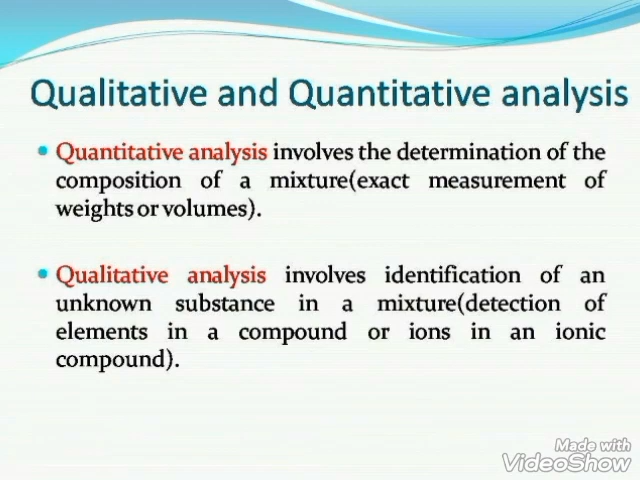 Qualitative and Quantitative analysis
• Quantitative analysis involves the determination of the
composition of a mixture(exact measurement of
weights or volumes).
• Qualitative analysis involves identification of an
unknown substance in a mixture(detection of
elements in a compound or ions in an ionic
compound).
Made with
VideoShow